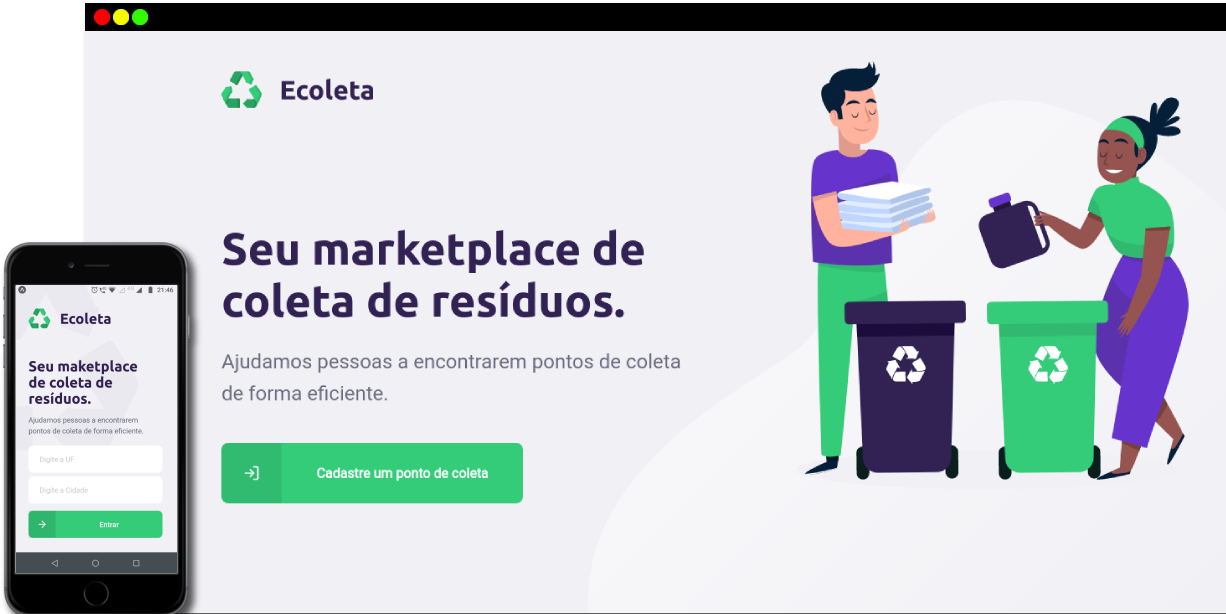 Ecoleta
Seu marketplace de
coleta de resíduos.
Ajudamos pessoas a encontrarem pontos de coleta
de forma eficiente.
Cadastre um ponto de coleta
21:46
Ecoleta
Seu maketplace
de coleta de
resíduos.
Ajudamos pessoas a encontrarem
pontos de coleta de forma eficiente.
Digite a UF
Digite a Cidade
Entrar